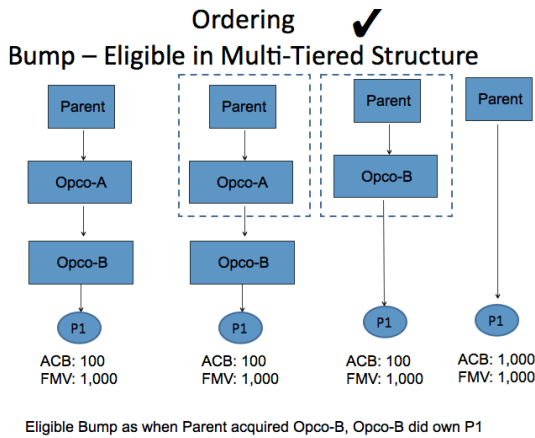 Ordering ✔
Bump – Eligible in Multi-Tiered Structure
Parent
Opco-A
Opco-B
P1
ACB: 100
FMV: 1,000
Parent
Opco-A
Opco-B
P1
ACB: 100
FMV: 1,000
Parent
Opco-B
P1
ACB: 100
FMV: 1,000
Parent
P1
ACB: 1,000
FMV: 1,000
Eligible Bump as when Parent acquired Opco-B, Opco-B did own P1